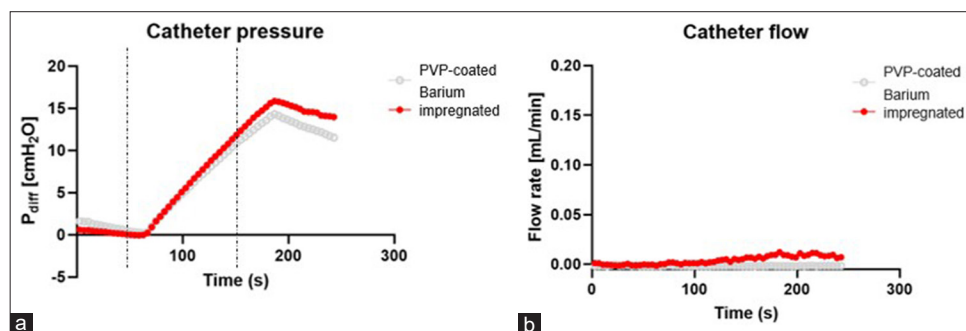 Catheter pressure
20
15
10
5
0
-5
P_diff [cmH₂O]
100
200
300
Time (s)
PVP-coated
Barium
impregnated
a
Catheter flow
0.20
0.15
0.10
0.05
0.00
Flow rate [mL/min]
0
100
200
300
Time (s)
PVP-coated
Barium
impregnated
b